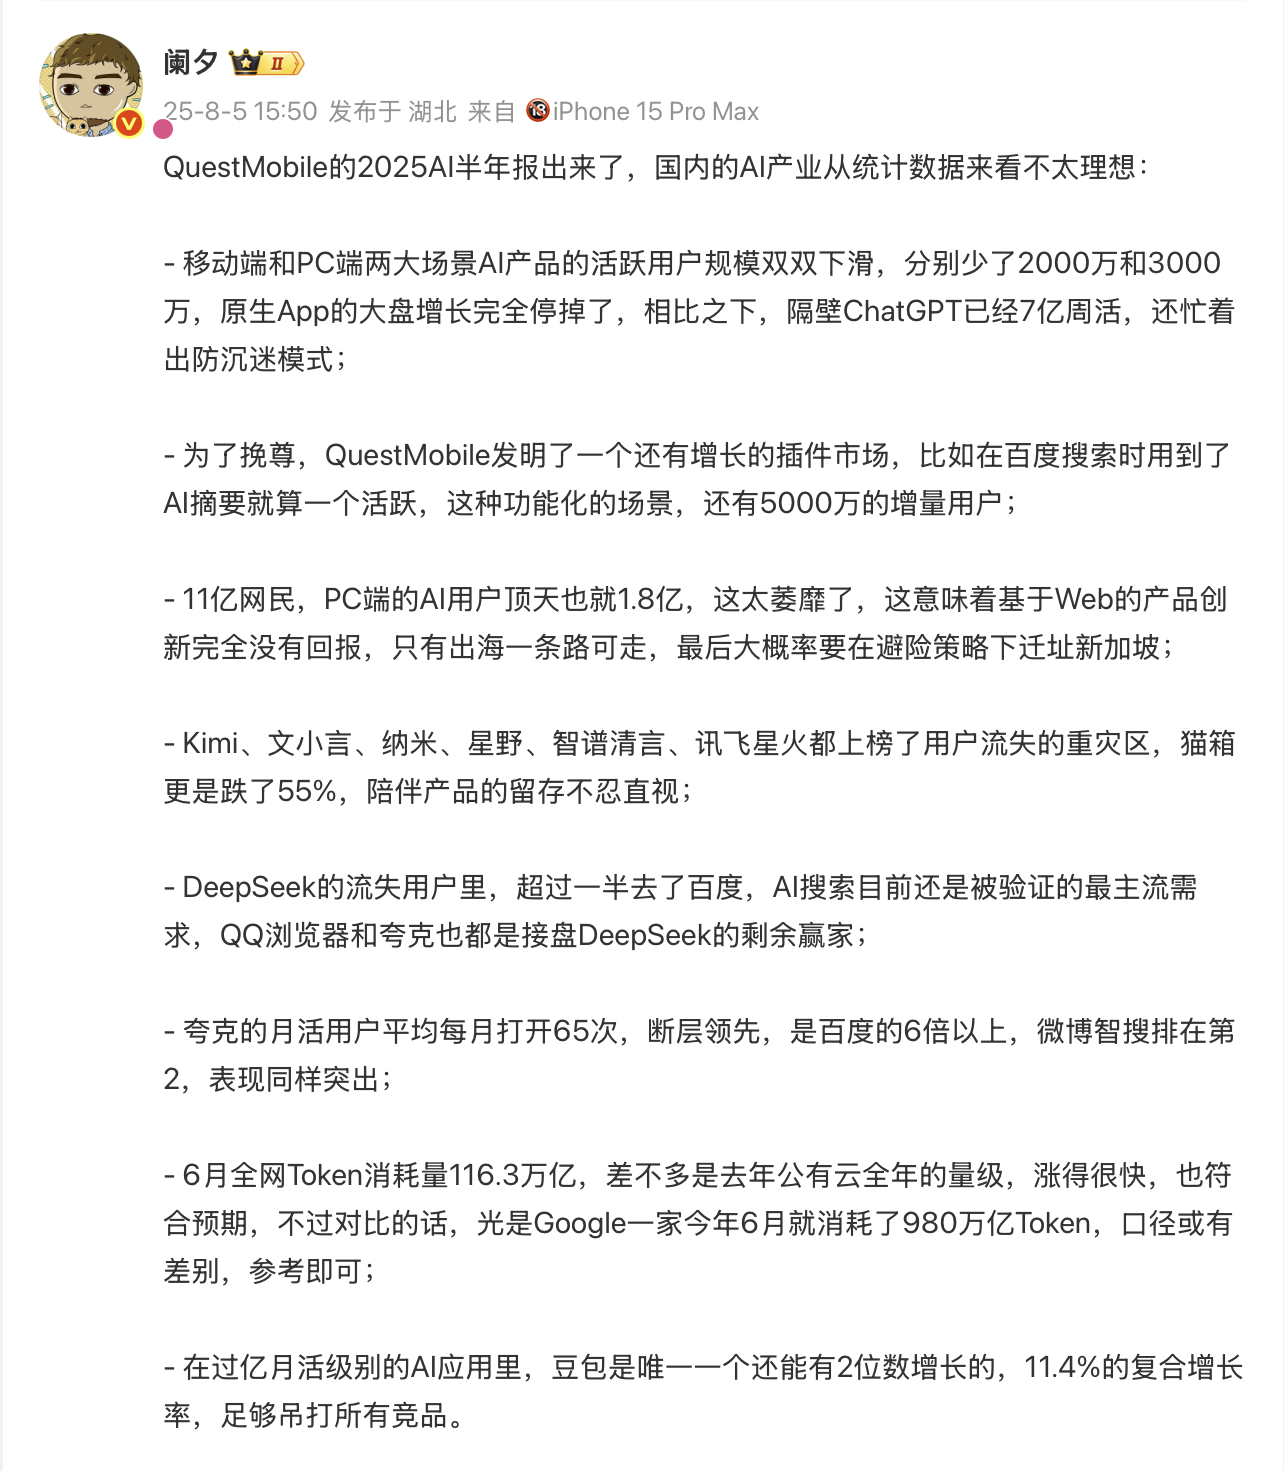 阑夕 II
25-8-5 15:50 发布于 湖北 来自 🔞iPhone 15 Pro Max
QuestMobile的2025AI半年报出来了，国内的AI产业从统计数据来看不太理想：
- 移动端和PC端两大场景AI产品的活跃用户规模双双下滑，分别少了2000万和3000
万，原生App的大盘增长完全停掉了，相比之下，隔壁ChatGPT已经7亿周活，还忙着
出防沉迷模式；
- 为了挽尊，QuestMobile发明了一个还有增长的插件市场，比如在百度搜索时用到了
AI摘要就算一个活跃，这种功能化的场景，还有5000万的增量用户；
- 11亿网民，PC端的AI用户顶天也就1.8亿，这太萎靡了，这意味着基于Web的产品创
新完全没有回报，只有出海一条路可走，最后大概率要在避险策略下迁址新加坡；
- Kimi、文小言、纳米、星野、智谱清言、讯飞星火都上榜了用户流失的重灾区，猫箱
更是跌了55%，陪伴产品的留存不忍直视；
- DeepSeek的流失用户里，超过一半去了百度，AI搜索目前还是被验证的最主流需
求，QQ浏览器和夸克也都是接盘DeepSeek的剩余赢家；
- 夸克的月活用户平均每月打开65次，断层领先，是百度的6倍以上，微博智搜排在第
2，表现同样突出；
- 6月全网Token消耗量116.3万亿，差不多是去年公有云全年的量级，涨得很快，也符
合预期，不过对比的话，光是Google一家今年6月就消耗了980万亿Token，口径或有
差别，参考即可；
- 在过亿月活级别的AI应用里，豆包是唯一一个还能有2位数增长的，11.4%的复合增长
率，足够吊打所有竞品。